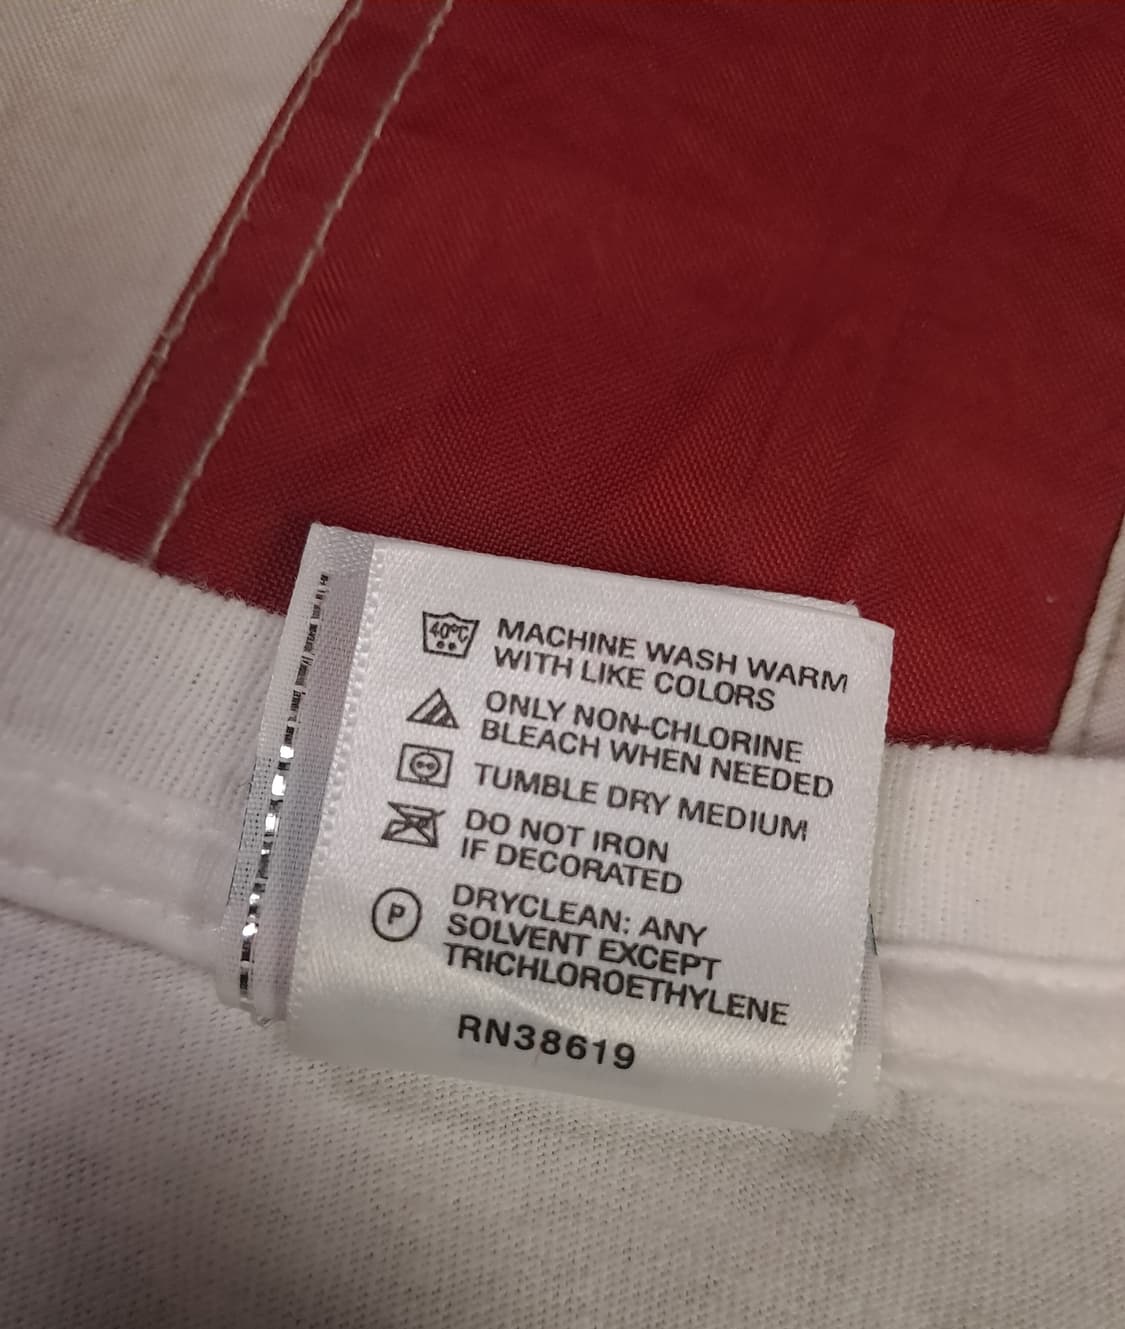 40°C MACHINE WASH WARM
WITH LIKE COLORS
ONLY NON-CHLORINE
BLEACH WHEN NEEDED
TUMBLE DRY MEDIUM
DO NOT IRON
IF DECORATED
P DRYCLEAN: ANY
SOLVENT EXCEPT
TRICHLOROETHYLENE
RN38619